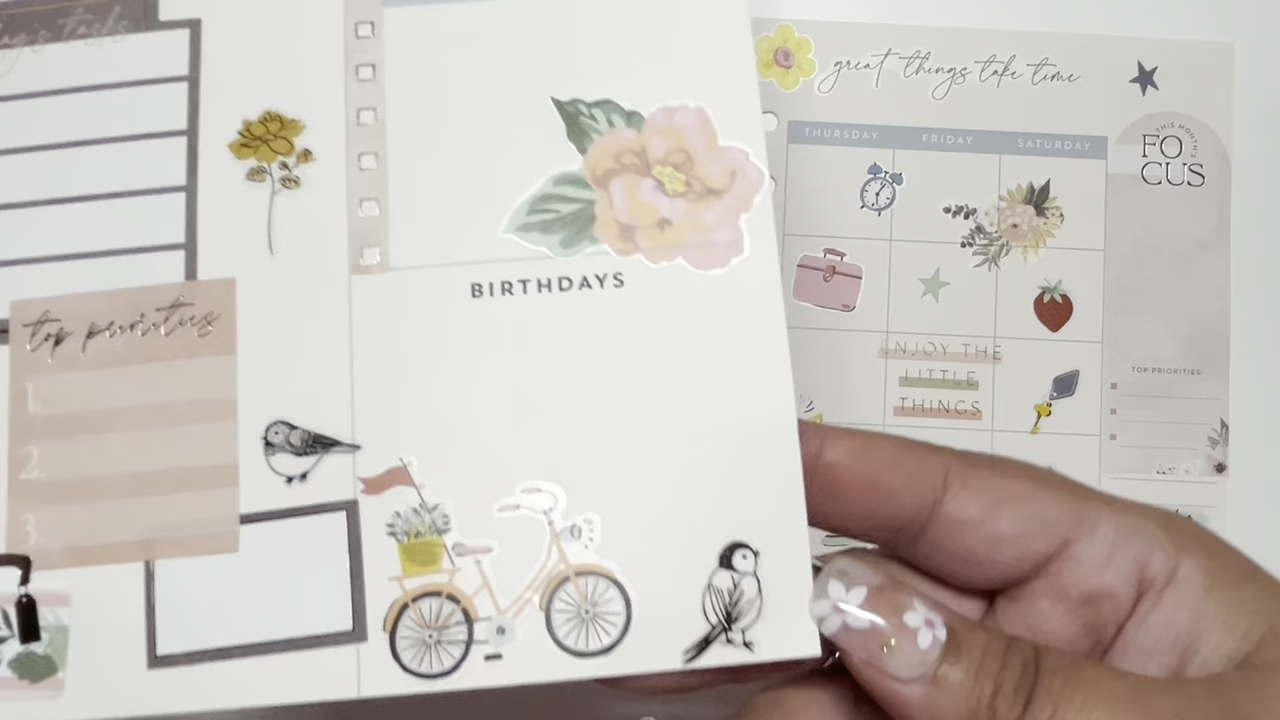 top priorities
1.
2.
3.
BIRTHDAYS
great things take time
THURSDAY FRIDAY SATURDAY
THIS MONTH'S
FO
CUS
ENJOY THE
LITTLE
THINGS
TOP PRIORITIES